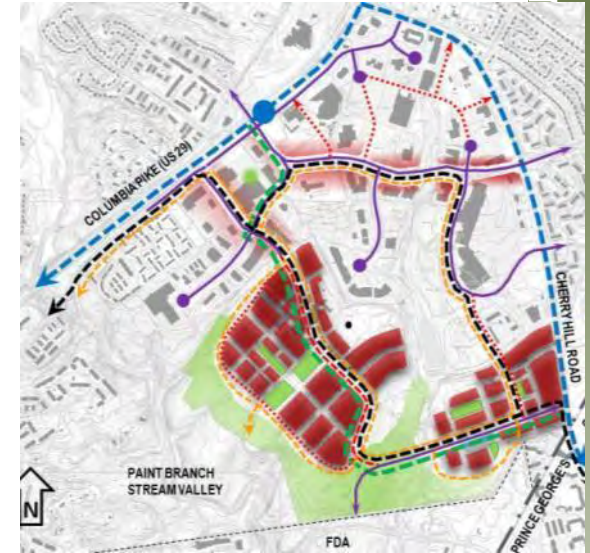 COLUMBIA PIKE (US 29)
CHERRY HILL ROAD
PAINT BRANCH
STREAM VALLEY
N
FDA
PRINCE GEORGE'S